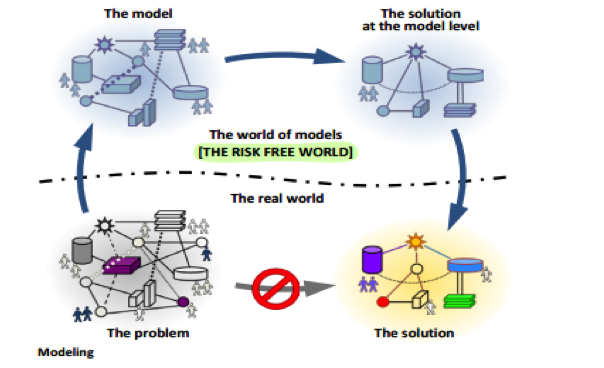 The model
The solution
at the model level
The world of models
[THE RISK FREE WORLD]
The real world
The problem
The solution
Modeling